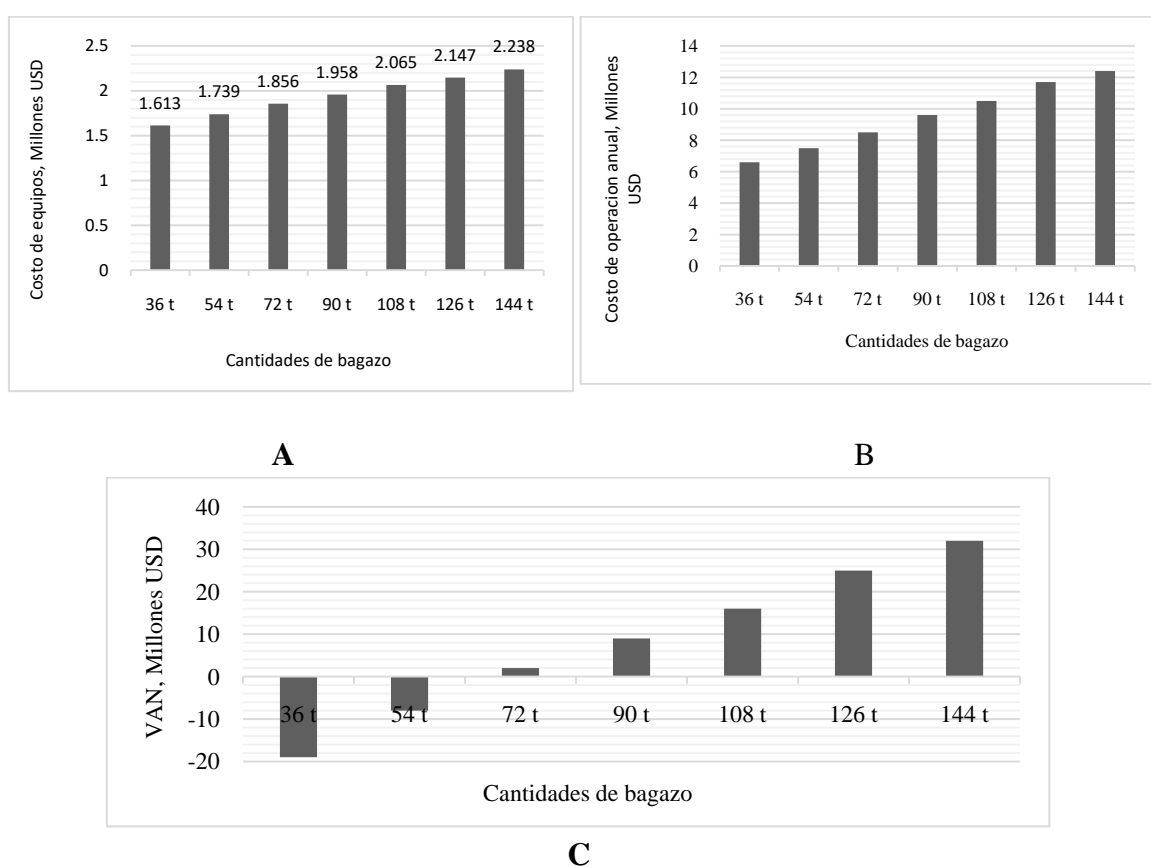 Costo de equipos, Millones USD
2.5
2
1.5
1
0.5
0
1.613
1.739
1.856
1.958
2.065
2.147
2.238
36 t
54 t
72 t
90 t
108 t
126 t
144 t
Cantidades de bagazo
Costo de operacion anual, Millones
USD
14
12
10
8
6
4
2
0
36 t
54 t
72 t
90 t
108 t
126 t
144 t
Cantidades de bagazo
A
B
VAN, Millones USD
40
30
20
10
0
-10
-20
36 t
54 t
72 t
90 t
108 t
126 t
144 t
Cantidades de bagazo
C